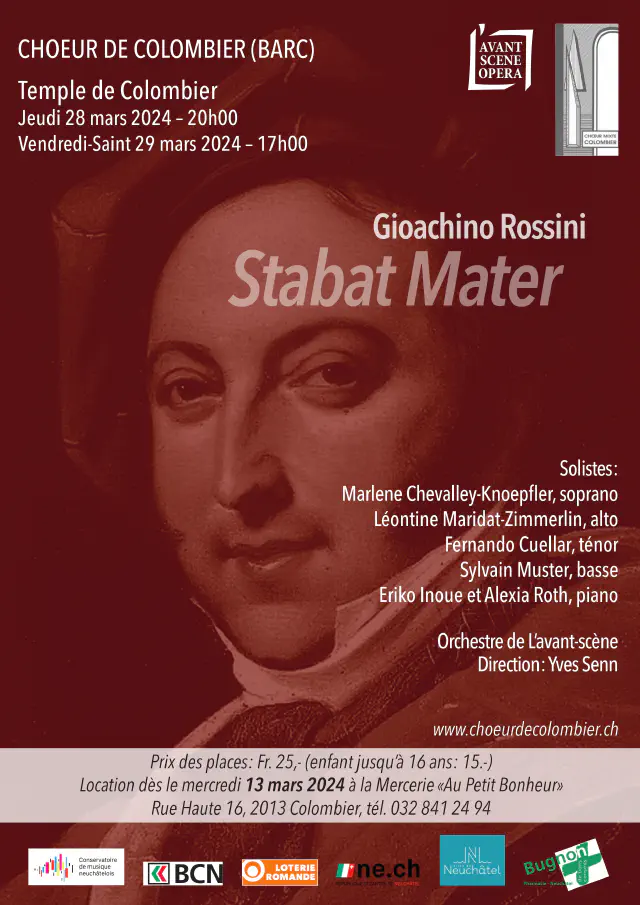 CHOEUR DE COLOMBIER (BARC)
Temple de Colombier
Jeudi 28 mars 2024 – 20h00
Vendredi-Saint 29 mars 2024 – 17h00
AVANT
SCÈNE
OPÉRA
CHŒUR MIXTE
COLOMBIER
Gioachino Rossini
Stabat Mater
Solistes:
Marlene Chevalley-Knoepfler, soprano
Léontine Maridat-Zimmerlin, alto
Fernando Cuellar, ténor
Sylvain Muster, basse
Eriko Inoue et Alexia Roth, piano
Orchestre de L'avant-scène
Direction: Yves Senn
www.choeurdecolombier.ch
Prix des places: Fr. 25,- (enfant jusqu'à 16 ans: 15.-)
Location dès le mercredi 13 mars 2024 à la Mercerie «Au Petit Bonheur»
Rue Haute 16, 2013 Colombier, tél. 032 841 24 94
Conservatoire
de musique
neuchâtelois
BCN
LOTERIE
ROMANDE
ne.ch
Neuchâtel
Bugnon